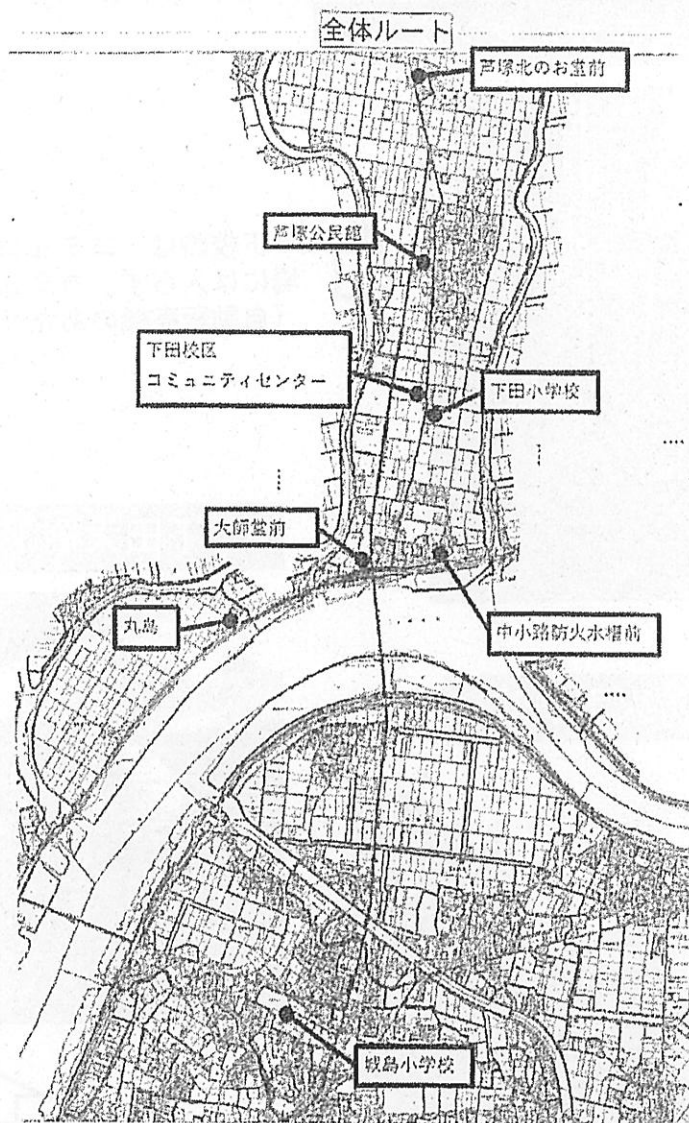 全体ルート
芦塚北のお堂前
芦塚公民館
下田校区
コミュニティセンター
下田小学校
大師堂前
丸島
中小路防火水槽前
城島小学校